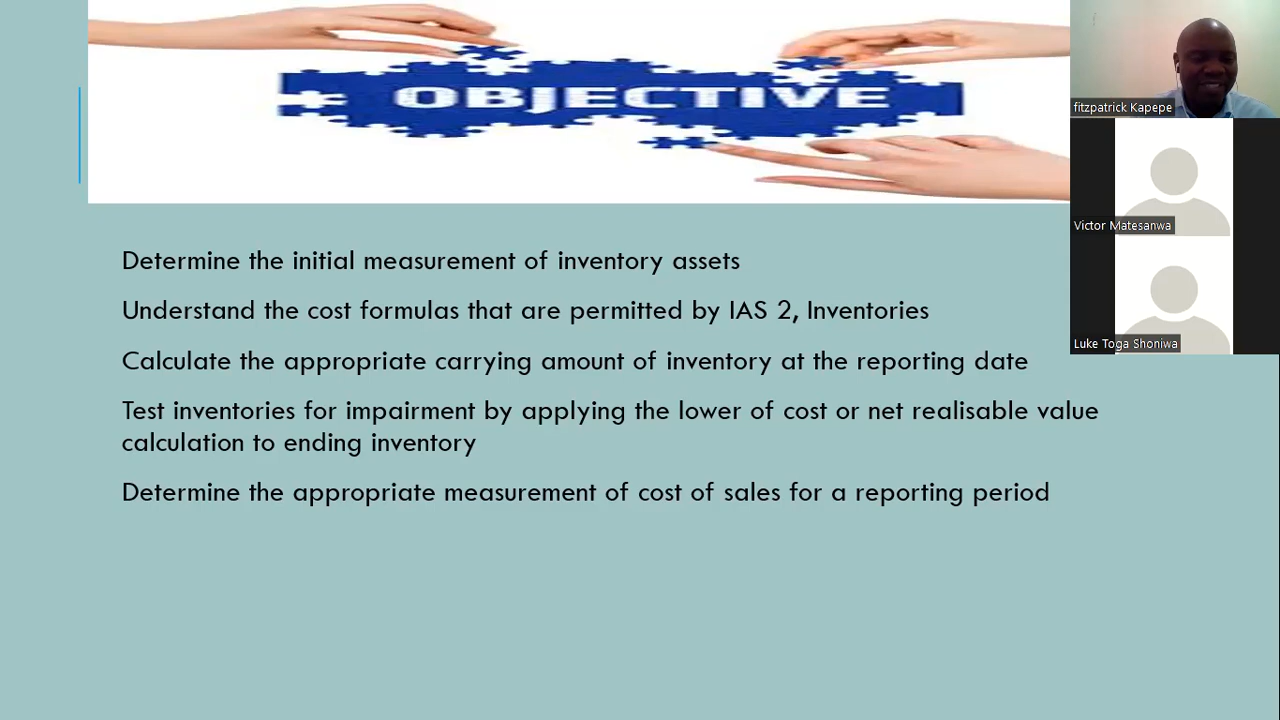 OBJECTIVE
fitzpatrick Kapepe
Victor Matesanwa
Luke Toga Shoniwa
Determine the initial measurement of inventory assets
Understand the cost formulas that are permitted by IAS 2, Inventories
Calculate the appropriate carrying amount of inventory at the reporting date
Test inventories for impairment by applying the lower of cost or net realisable value
calculation to ending inventory
Determine the appropriate measurement of cost of sales for a reporting period